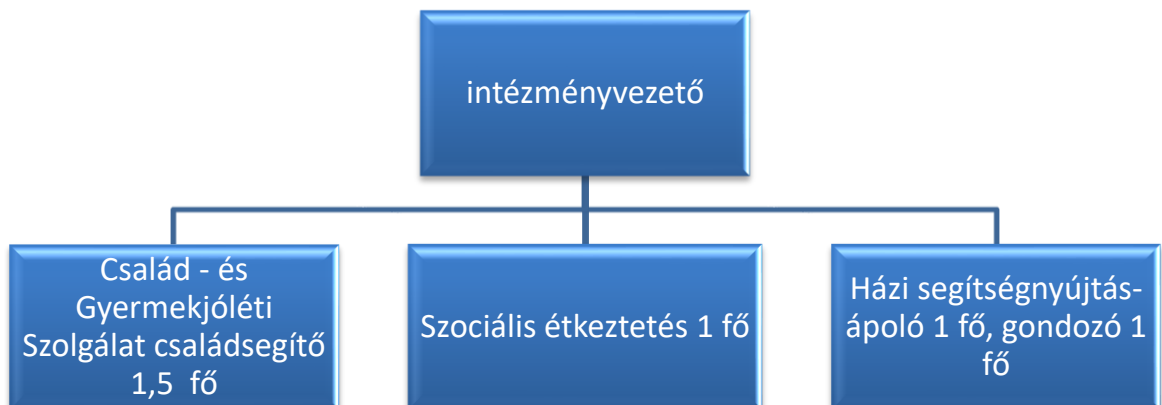 intézményvezető
Család - és
Gyermekjóléti
Szolgálat családsegítő
1,5  fő
Szociális étkeztetés 1 fő
Házi segítségnyújtás-
ápoló 1 fő, gondozó 1
fő